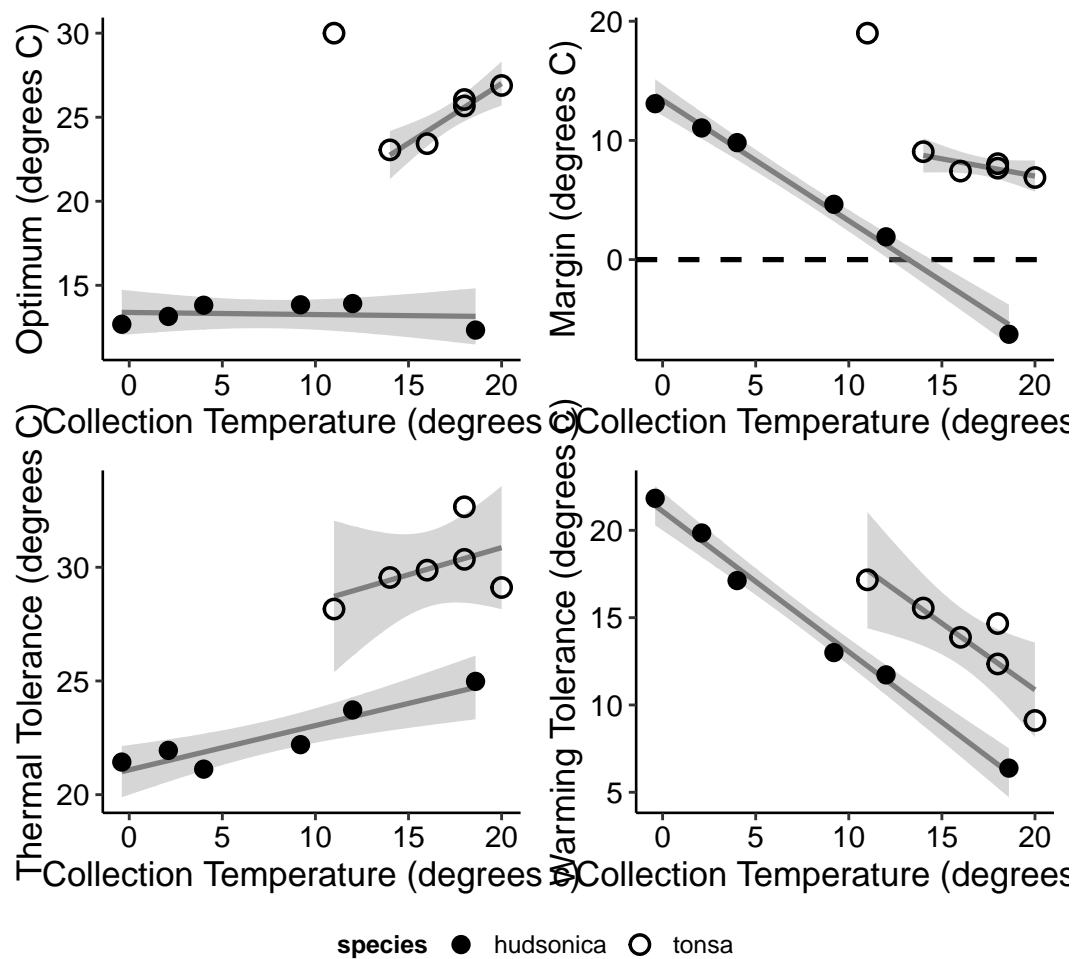 Optimum (degrees C)
30
25
20
15
0 5 10 15 20
Collection Temperature (degrees C)
Margin (degrees C)
20
10
0
0 5 10 15 20
Collection Temperature (degrees
Thermal Tolerance (degrees C)
30
25
20
0 5 10 15 20
Collection Temperature (degrees C)
Warming Tolerance (degrees C)
20
15
10
5
0 5 10 15 20
Collection Temperature (degrees
species hudsonica tonsa